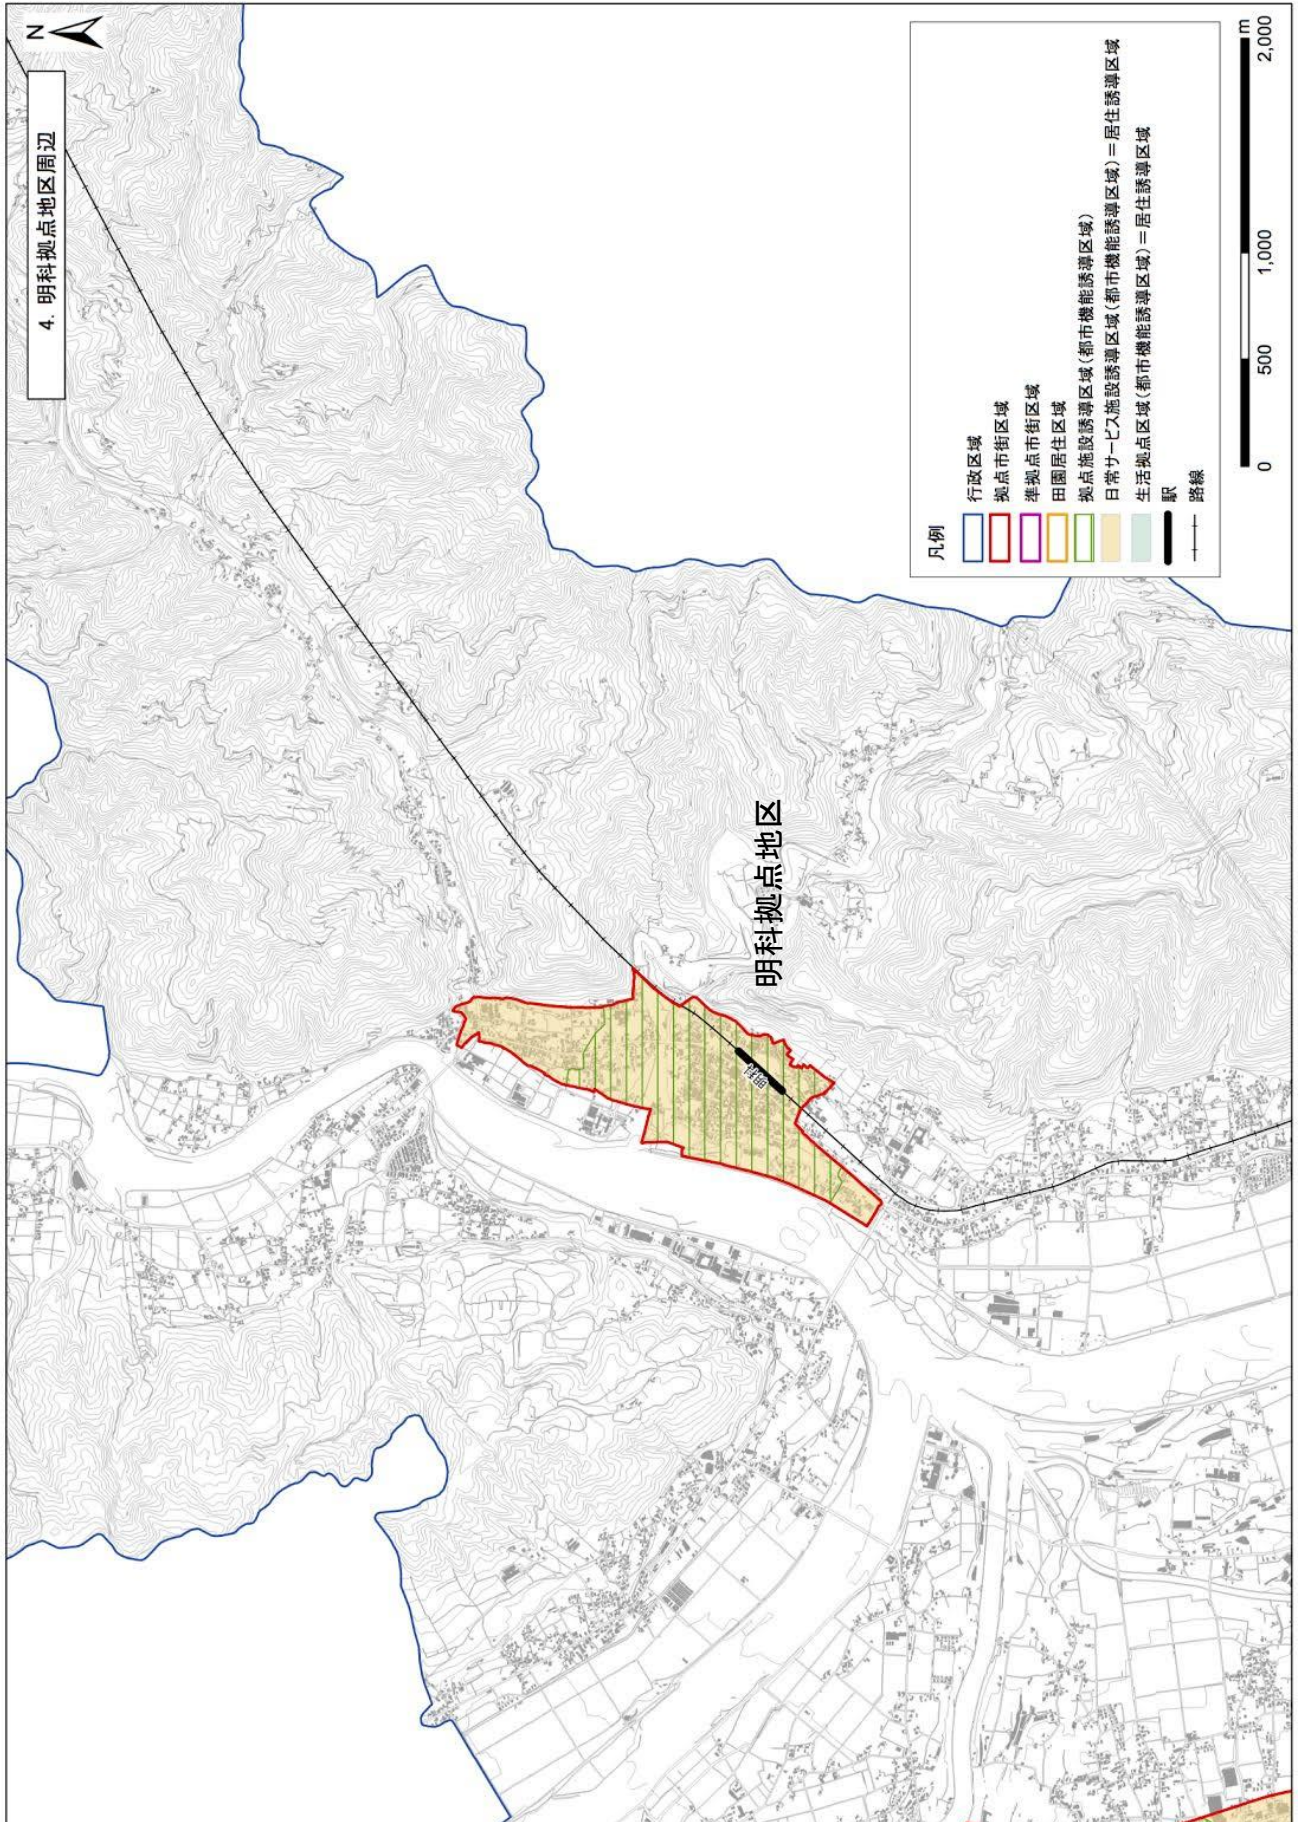 4. 明科拠点地区周辺
N
明科拠点地区
明科
凡例
行政区域
拠点市街区域
準拠点市街区域
田園居住区域
拠点施設誘導区域(都市機能誘導区域)
日常サービス施設誘導区域(都市機能誘導区域)=居住誘導区域
生活拠点区域(都市機能誘導区域)=居住誘導区域
駅
路線
0 500 1,000 2,000 m